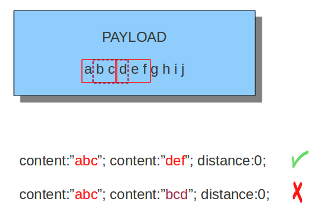 PAYLOAD
a b c d e f g h i j
content:”abc”; content:”def”; distance:0;
content:”abc”; content:”bcd”; distance:0;